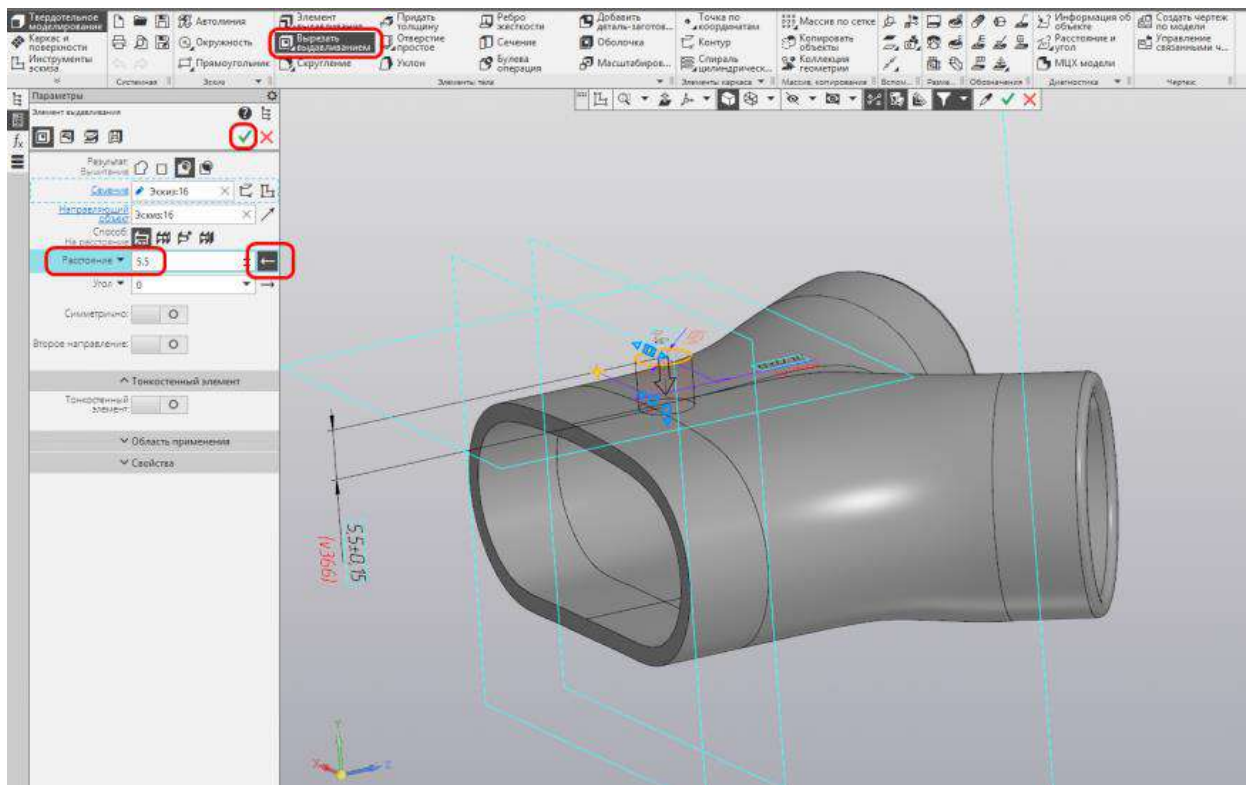 Твердотельное моделирование
Каркас и поверхности
Инструменты эскиза
Системная
Автолиния
Окружность
Прямоугольник
Эскиз
Элемент выдавливания
Вырезать выдавливанием
Скругление
Придать толщину
Отверстие простое
Уклон
Ребро жесткости
Сечение
Булева операция
Добавить деталь-заготов...
Оболочка
Масштабиров...
Элементы тела
Точка по координатам
Контур
Спираль цилиндрическ...
Элементы каркаса
Массив по сетке
Копировать объекты
Коллекция геометрии
Массив, копирование
Вспом...
Разме...
Обозначения
Информация об объекте
Расстояние и угол
МЦХ модели
Диагностика
Создать чертеж по модели
Управление связанными ч...
Чертеж
Параметры
Элемент выдавливания
Результат:
Вычитание
Сечение
Эскиз:16
Направляющий объект
Эскиз:16
Способ:
На расстояние
Расстояние
5.5
Угол
0
Симметрично:
Второе направление:
Тонкостенный элемент
Тонкостенный элемент:
Область применения
Свойства
5,5±0,15
(v366)
Y
X
Z